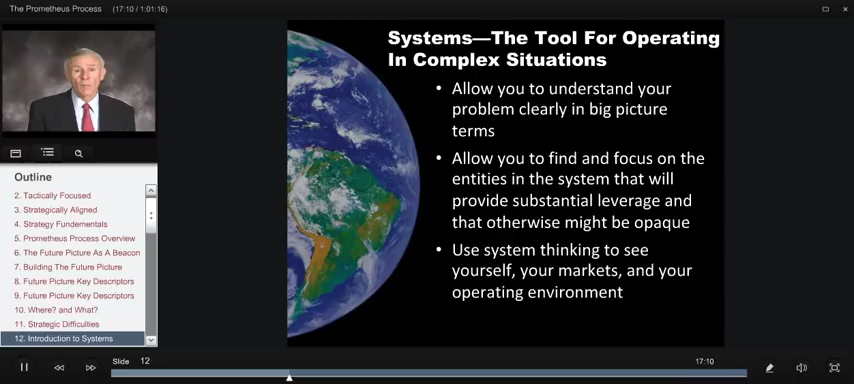 The Prometheus Process (17:10 / 1:01:16)
Outline
2. Tactically Focused
3. Strategically Aligned
4. Strategy Fundamentals
5. Prometheus Process Overview
6. The Future Picture As A Beacon
7. Building The Future Picture
8. Future Picture Key Descriptors
9. Future Picture Key Descriptors
10. Where? and What?
11. Strategic Difficulties
12. Introduction to Systems
Systems—The Tool For Operating
In Complex Situations
• Allow you to understand your
problem clearly in big picture
terms
• Allow you to find and focus on the
entities in the system that will
provide substantial leverage and
that otherwise might be opaque
• Use system thinking to see
yourself, your markets, and your
operating environment
Slide 12
17:10